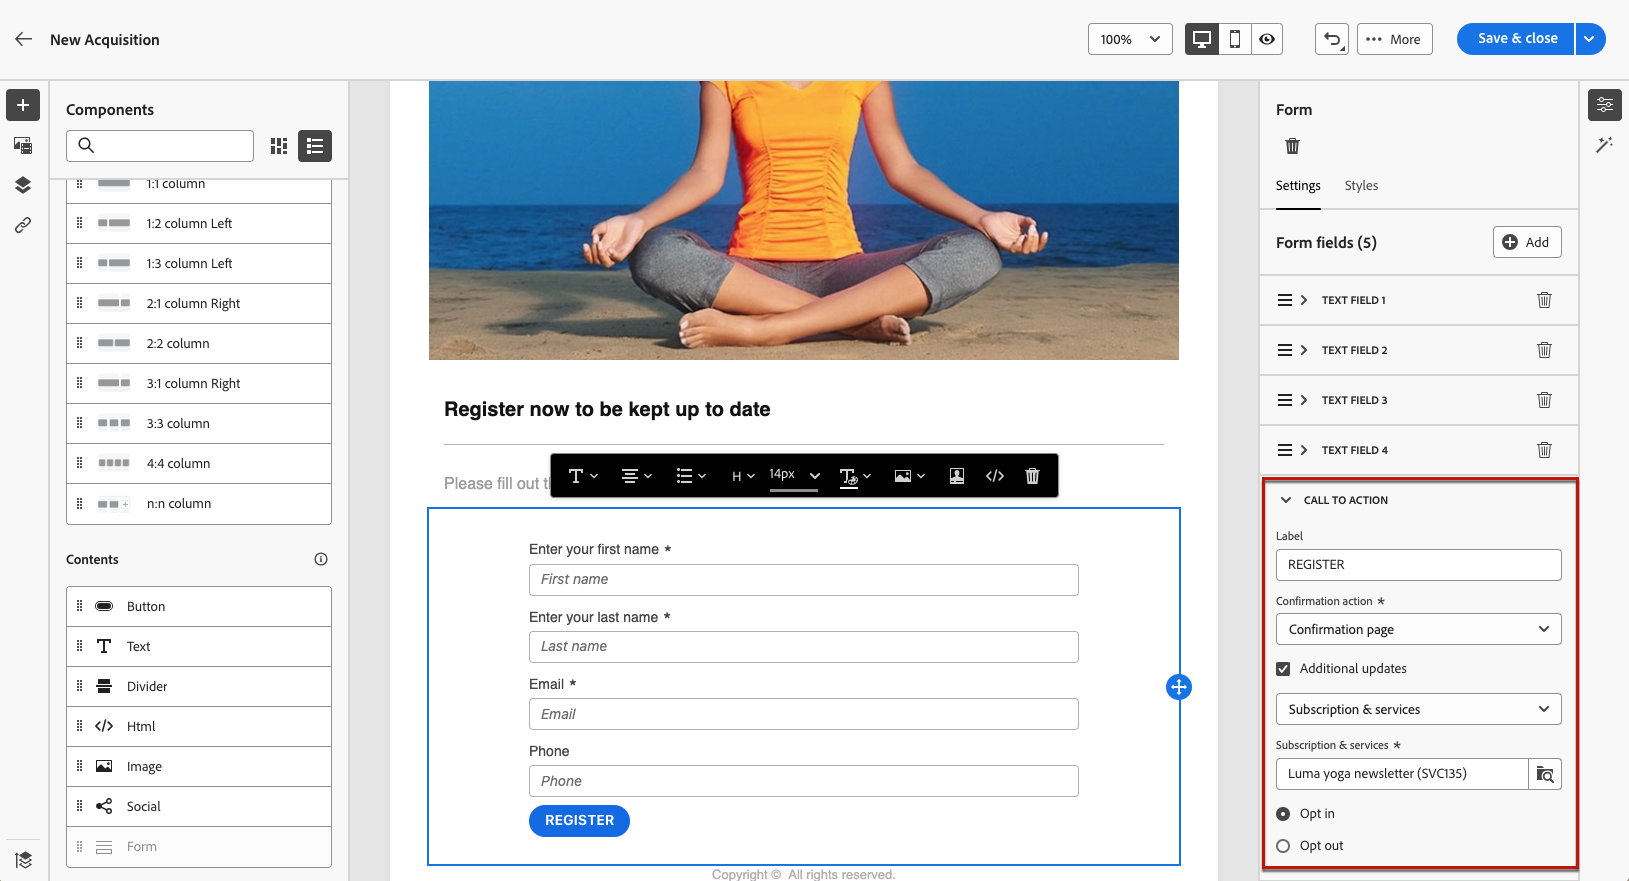 New Acquisition
100%
More
Save & close
Components
1:1 column
1:2 column Left
1:3 column Left
2:1 column Right
2:2 column
3:1 column Right
3:3 column
4:4 column
n:n column
Contents
Button
Text
Divider
Html
Image
Social
Form
Register now to be kept up to date
Please fill out
H
14px
Enter your first name *
First name
Enter your last name *
Last name
Email *
Email
Phone
Phone
REGISTER
Copyright © All rights reserved.
Form
Settings Styles
Form fields (5)
Add
TEXT FIELD 1
TEXT FIELD 2
TEXT FIELD 3
TEXT FIELD 4
CALL TO ACTION
Label
REGISTER
Confirmation action *
Confirmation page
Additional updates
Subscription & services
Subscription & services *
Luma yoga newsletter (SVC135)
Opt in
Opt out